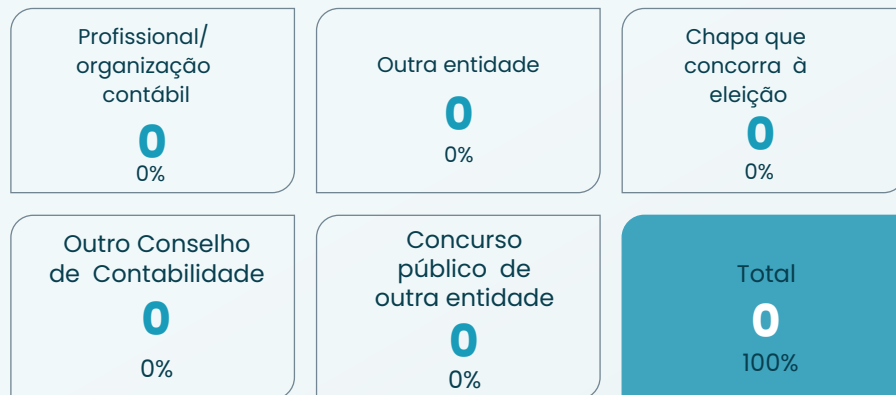 Profissional/
organização
contábil
0
0%
Outra entidade
0
0%
Chapa que
concorra à
eleição
0
0%
Outro Conselho
de Contabilidade
0
0%
Concurso
público de
outra entidade
0
0%
Total
0
100%